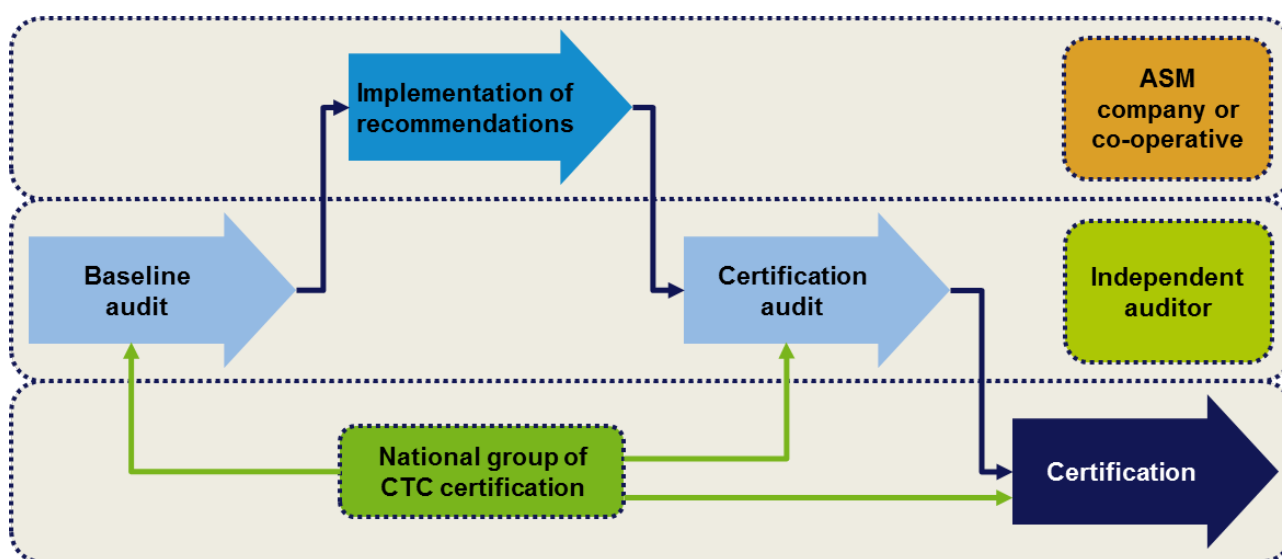 Implementation of
recommendations
ASM
company or
co-operative
Baseline
audit
Certification
audit
Independent
auditor
National group of
CTC certification
Certification